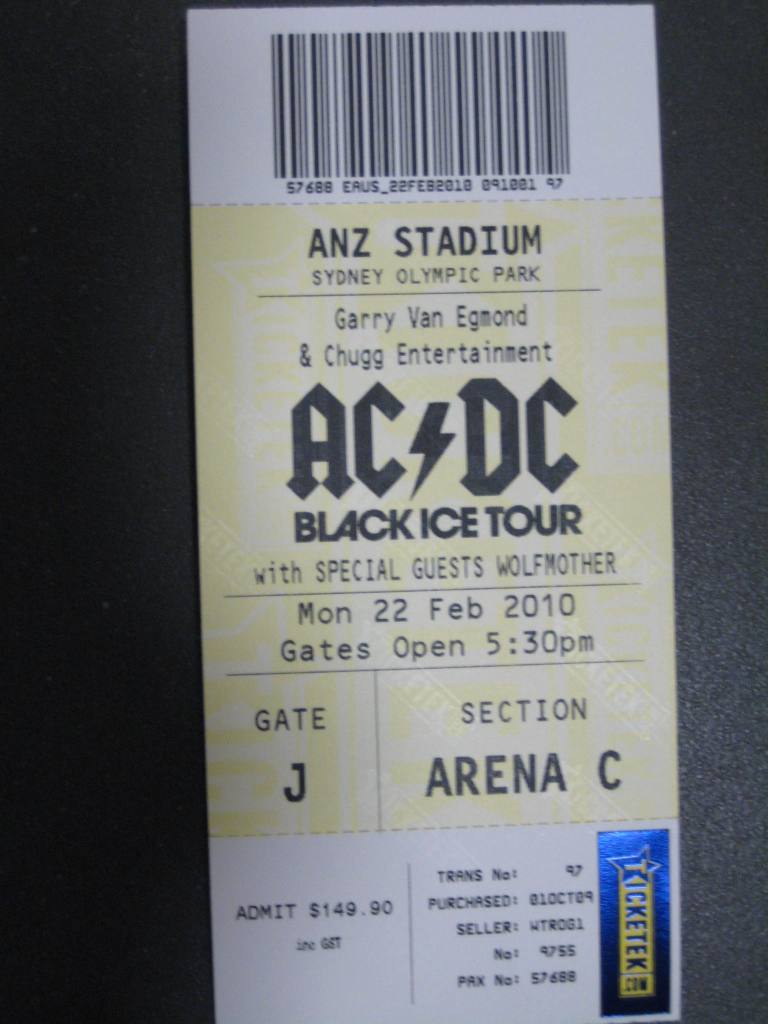 57688 EAUS_22FEB2010 091001 97
ANZ STADIUM
SYDNEY OLYMPIC PARK
Garry Van Egmond
& Chugg Entertainment
AC DC
BLACK ICE TOUR
with SPECIAL GUESTS WOLFMOTHER
Mon 22 Feb 2010
Gates Open 5:30pm
GATE
J
SECTION
ARENA C
ADMIT $149.90
inc GST
TRANS No: 97
PURCHASED: 01OCT09
SELLER: WTROG1
No: 9755
PAX No: 57688
TICKETEK
.COM